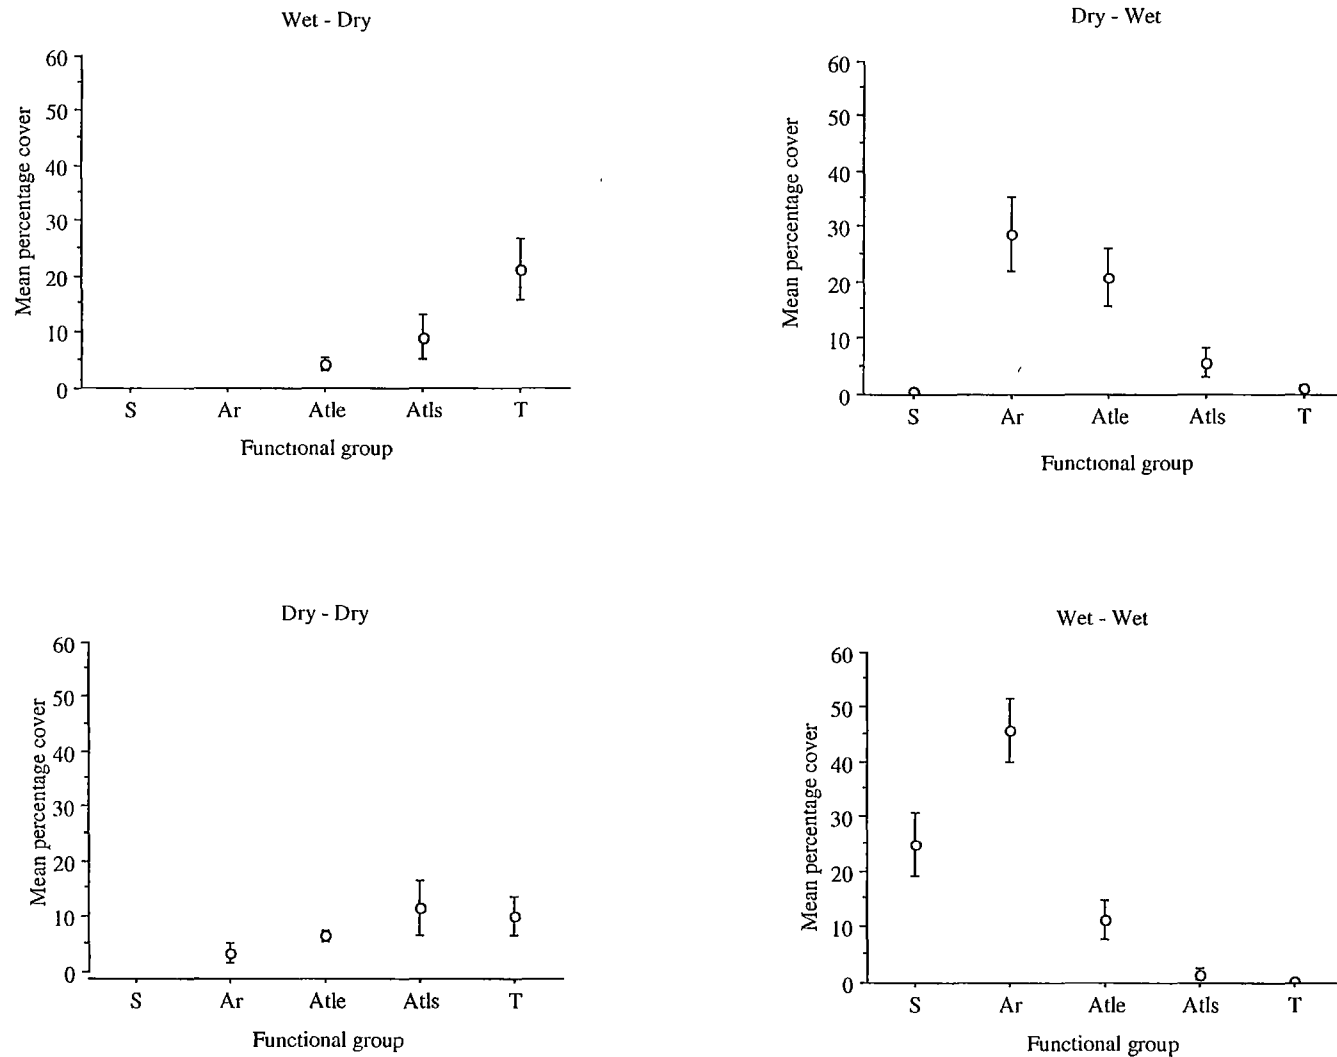 Wet - Dry
60
50
40
30
20
10
0
Mean percentage cover
S Ar Atle Atls T
Functional group
Dry - Wet
60
50
40
30
20
10
0
Mean percentage cover
S Ar Atle Atls T
Functional group
Dry - Dry
60
50
40
30
20
10
0
Mean percentage cover
S Ar Atle Atls T
Functional group
Wet - Wet
60
50
40
30
20
10
0
Mean percentage cover
S Ar Atle Atls T
Functional group